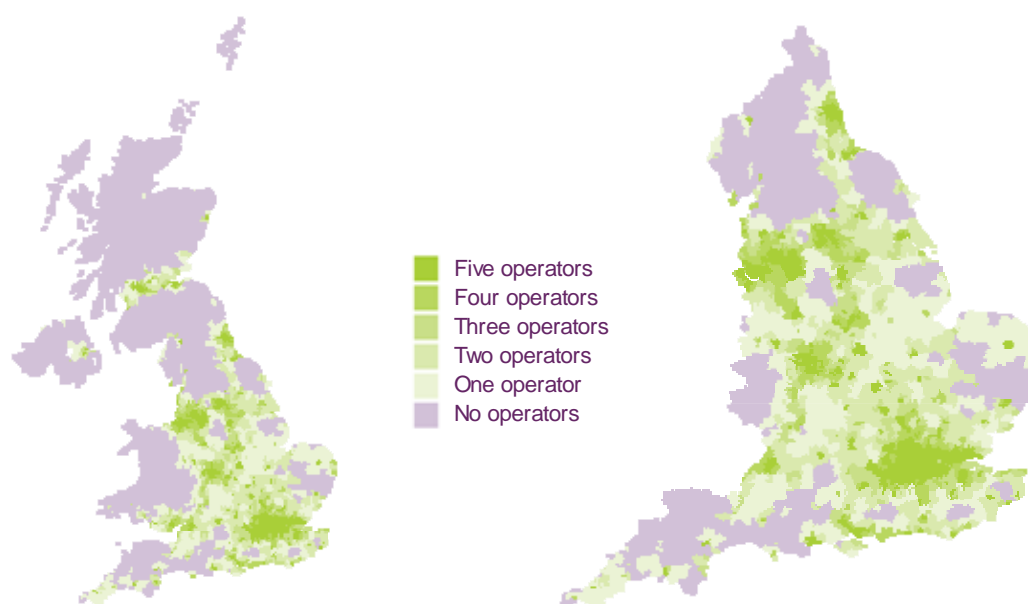 Five operators
Four operators
Three operators
Two operators
One operator
No operators